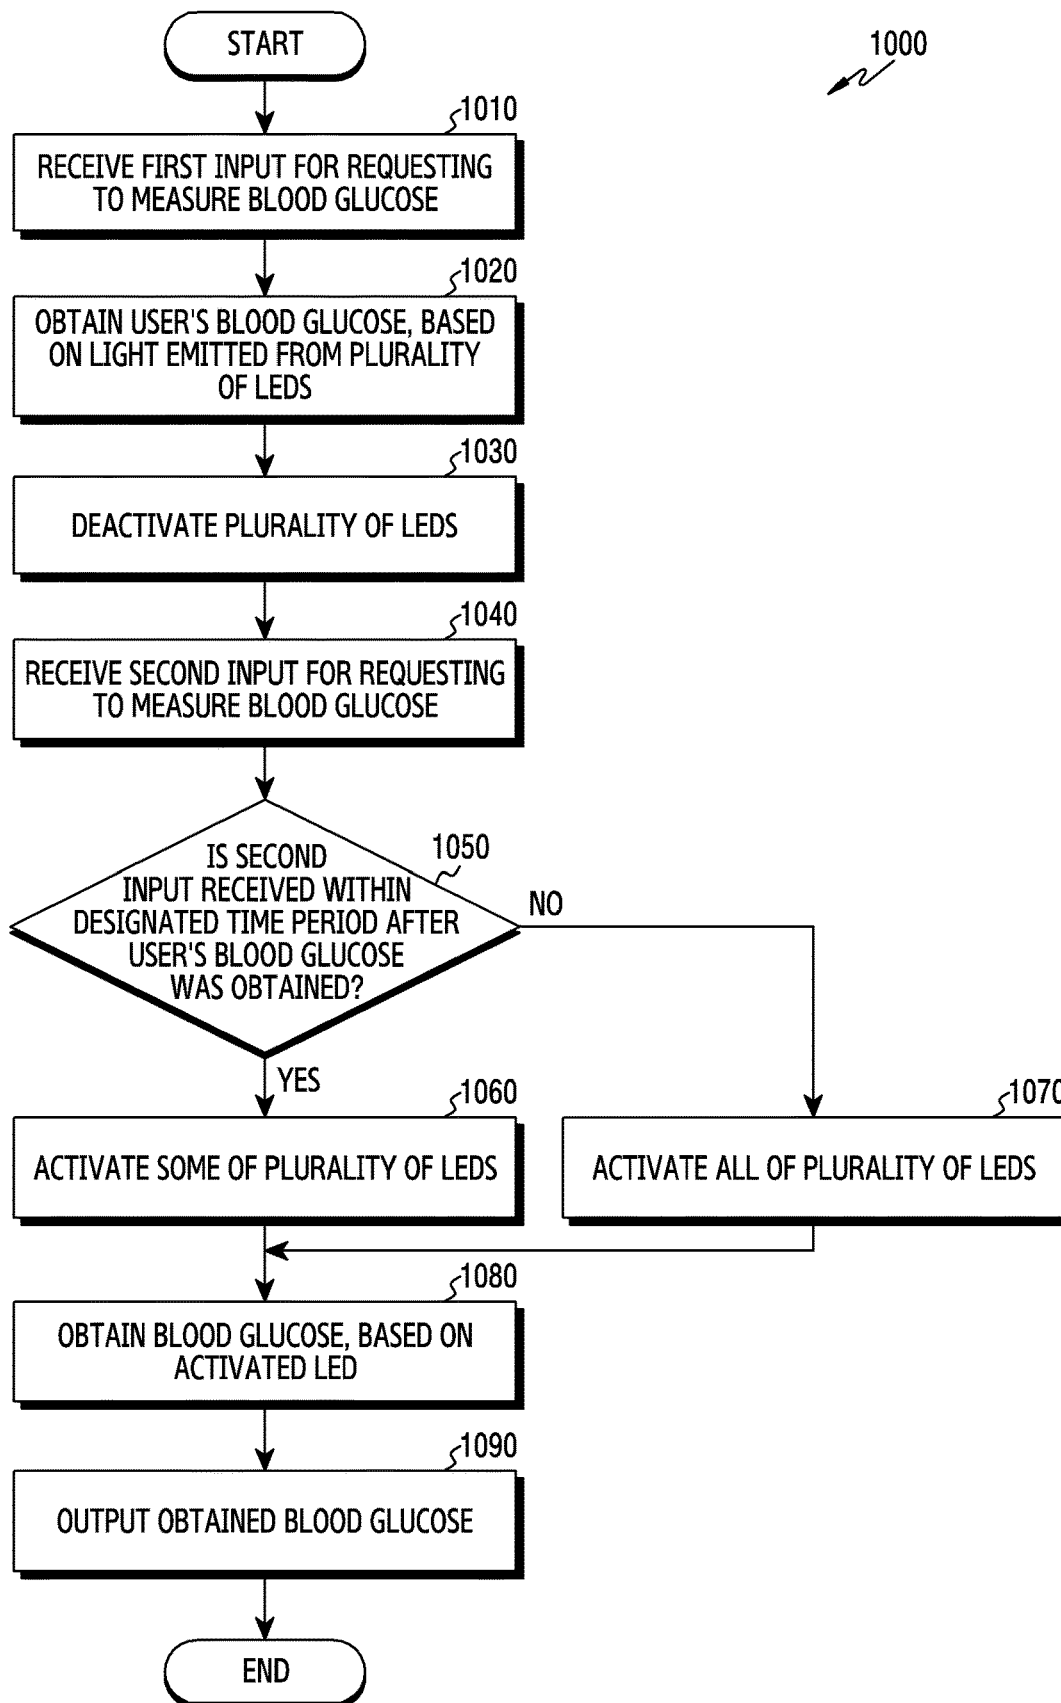 START
1000
1010
RECEIVE FIRST INPUT FOR REQUESTING
TO MEASURE BLOOD GLUCOSE
1020
OBTAIN USER'S BLOOD GLUCOSE, BASED
ON LIGHT EMITTED FROM PLURALITY
OF LEDS
1030
DEACTIVATE PLURALITY OF LEDS
1040
RECEIVE SECOND INPUT FOR REQUESTING
TO MEASURE BLOOD GLUCOSE
1050
IS SECOND
INPUT RECEIVED WITHIN
DESIGNATED TIME PERIOD AFTER
USER'S BLOOD GLUCOSE
WAS OBTAINED?
NO
YES
1060
ACTIVATE SOME OF PLURALITY OF LEDS
1070
ACTIVATE ALL OF PLURALITY OF LEDS
1080
OBTAIN BLOOD GLUCOSE, BASED ON
ACTIVATED LED
1090
OUTPUT OBTAINED BLOOD GLUCOSE
END